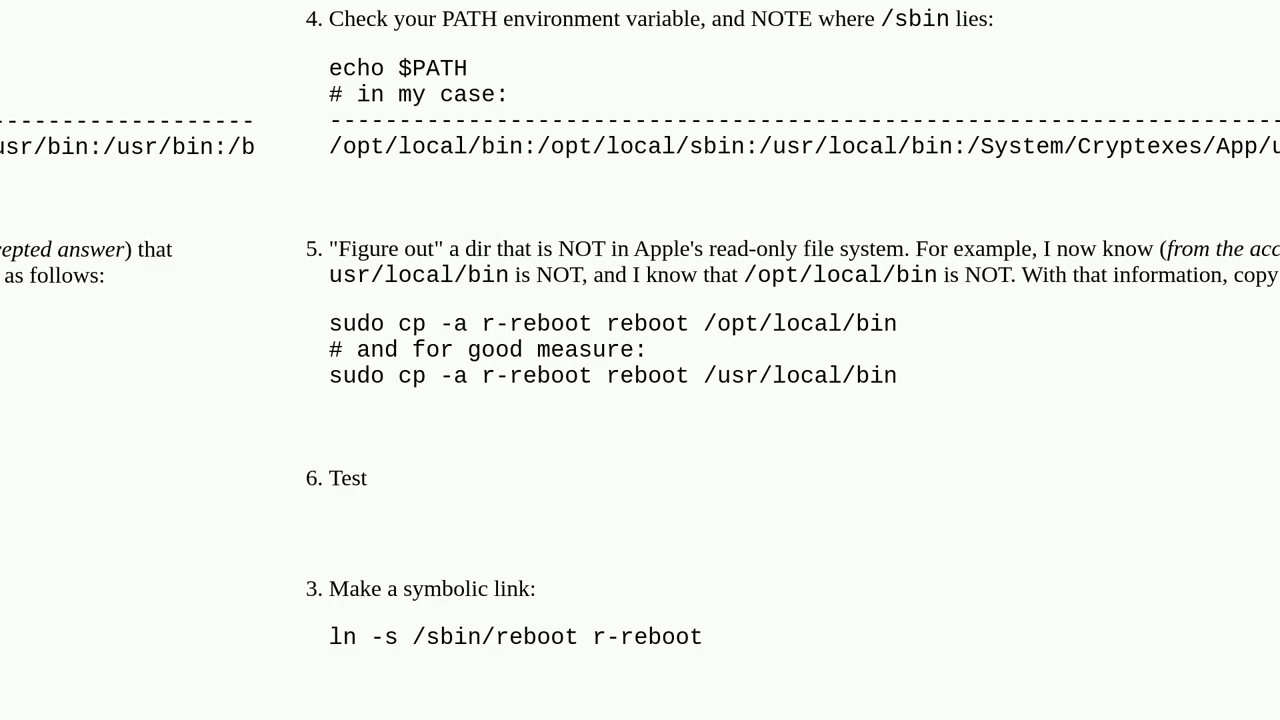 -------------------
usr/bin:/usr/bin:/b
cepted answer) that
as follows:
4. Check your PATH environment variable, and NOTE where /sbin lies:
echo $PATH
# in my case:
---------------------------------------------------------------------
/opt/local/bin:/opt/local/sbin:/usr/local/bin:/System/Cryptexes/App/u
5. "Figure out" a dir that is NOT in Apple's read-only file system. For example, I now know (from the acc
usr/local/bin is NOT, and I know that /opt/local/bin is NOT. With that information, copy
sudo cp -a r-reboot reboot /opt/local/bin
# and for good measure:
sudo cp -a r-reboot reboot /usr/local/bin
6. Test
3. Make a symbolic link:
ln -s /sbin/reboot r-reboot